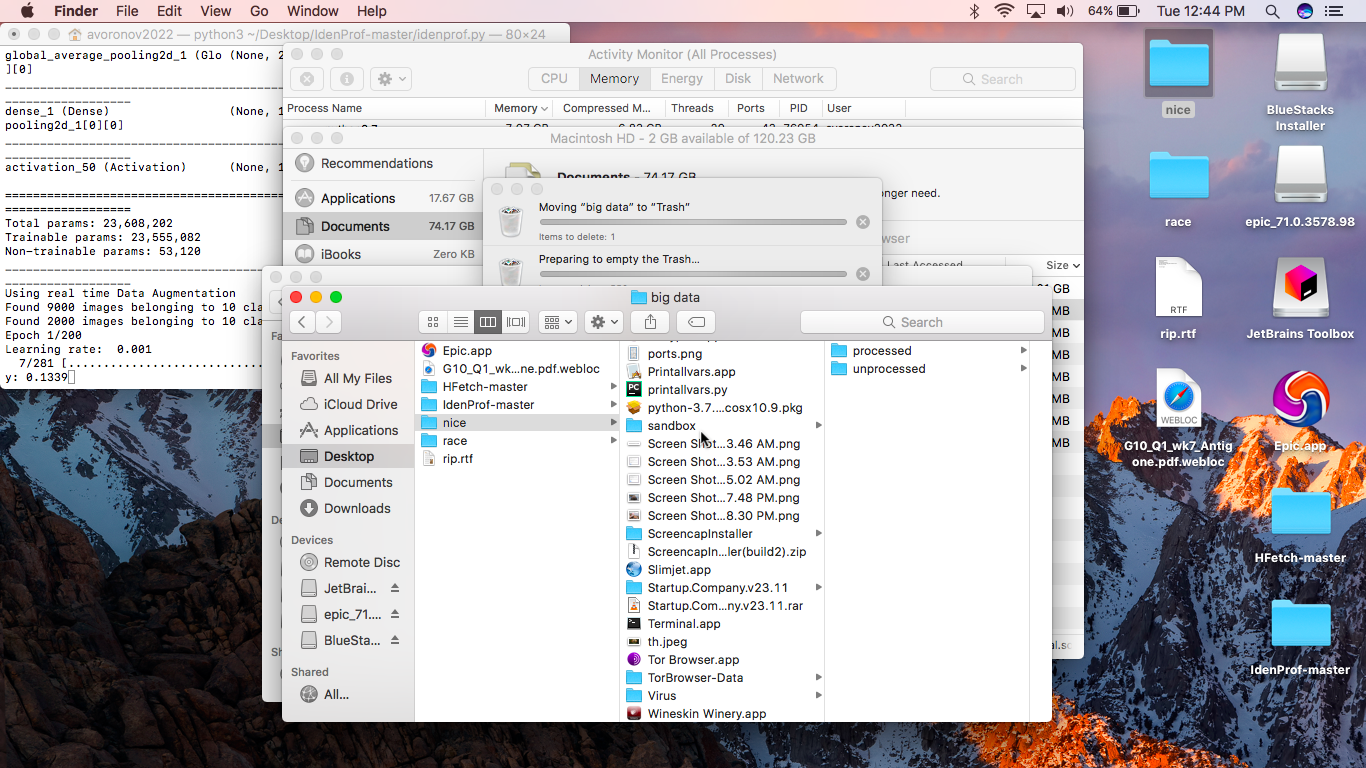 Finder File Edit View Go Window Help
64% Tue 12:44 PM
avoronov2022 — python3 ~/Desktop/IdenProf-master/idenprof.py — 80×24
global_average_pooling2d_1 (Glo (None, 2
][0]
dense_1 (Dense) (None, 1
pooling2d_1[0][0]
activation_50 (Activation) (None, 1
Total params: 23,608,202
Trainable params: 23,555,082
Non-trainable params: 53,120
Using real time Data Augmentation
Found 9000 images belonging to 10 cla
Found 2000 images belonging to 10 cl
Epoch 1/200
Learning rate: 0.001
7/281 [..............................
y: 0.1339
Activity Monitor (All Processes)
CPU Memory Energy Disk Network
Search
Process Name Memory Compressed M... Threads Ports PID User
Macintosh HD - 2 GB available of 120.23 GB
Recommendations
Applications 17.67 GB
Documents 74.17 GB
iBooks Zero KB
Documents - 74.17 GB
onger need.
wser
Last Accessed Size
GB
MB
MB
MB
MB
MB
MB
MB
Moving "big data" to "Trash"
Items to delete: 1
Preparing to empty the Trash...
big data
Search
Favorites
All My Files
iCloud Drive
Applications
Desktop
Documents
Downloads
Devices
Remote Disc
JetBrai...
epic_71....
BlueSta...
Shared
All...
Epic.app
G10_Q1_wk...ne.pdf.webloc
HFetch-master
IdenProf-master
nice
race
rip.rtf
ports.png
Printallvars.app
printallvars.py
python-3.7....cosx10.9.pkg
sandbox
Screen Shot...3.46 AM.png
Screen Shot...3.53 AM.png
Screen Shot...5.02 AM.png
Screen Shot...7.48 PM.png
Screen Shot...8.30 PM.png
ScreencapInstaller
ScreencapIn...ler(build2).zip
Slimjet.app
Startup.Company.v23.11
Startup.Com...ny.v23.11.rar
Terminal.app
th.jpeg
Tor Browser.app
TorBrowser-Data
Virus
Wineskin Winery.app
processed
unprocessed
nice
BlueStacks
Installer
race
epic_71.0.3578.98
RTF
rip.rtf
JetBrains Toolbox
WEBLOC
G10_Q1_wk7_Antig
one.pdf.webloc
Epic.app
HFetch-master
IdenProf-master